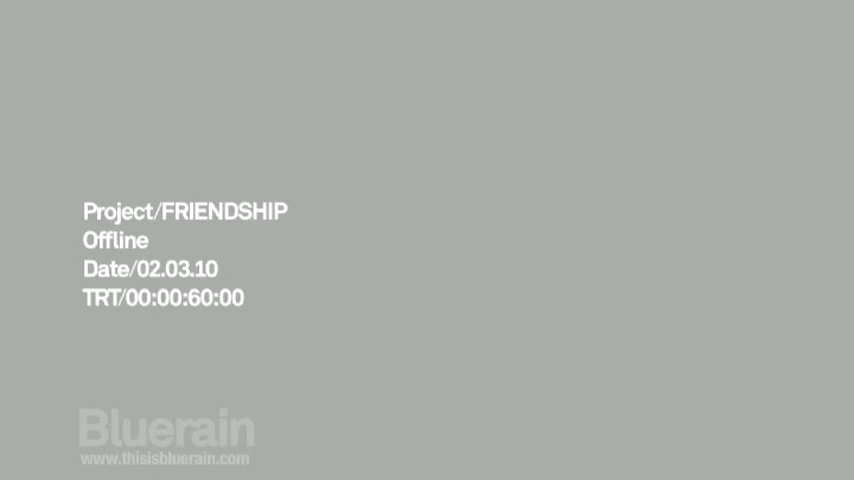 Project/FRIENDSHIP
Offline
Date/02.03.10
TRT/00:00:60:00
Bluerain
www.thisisbluerain.com